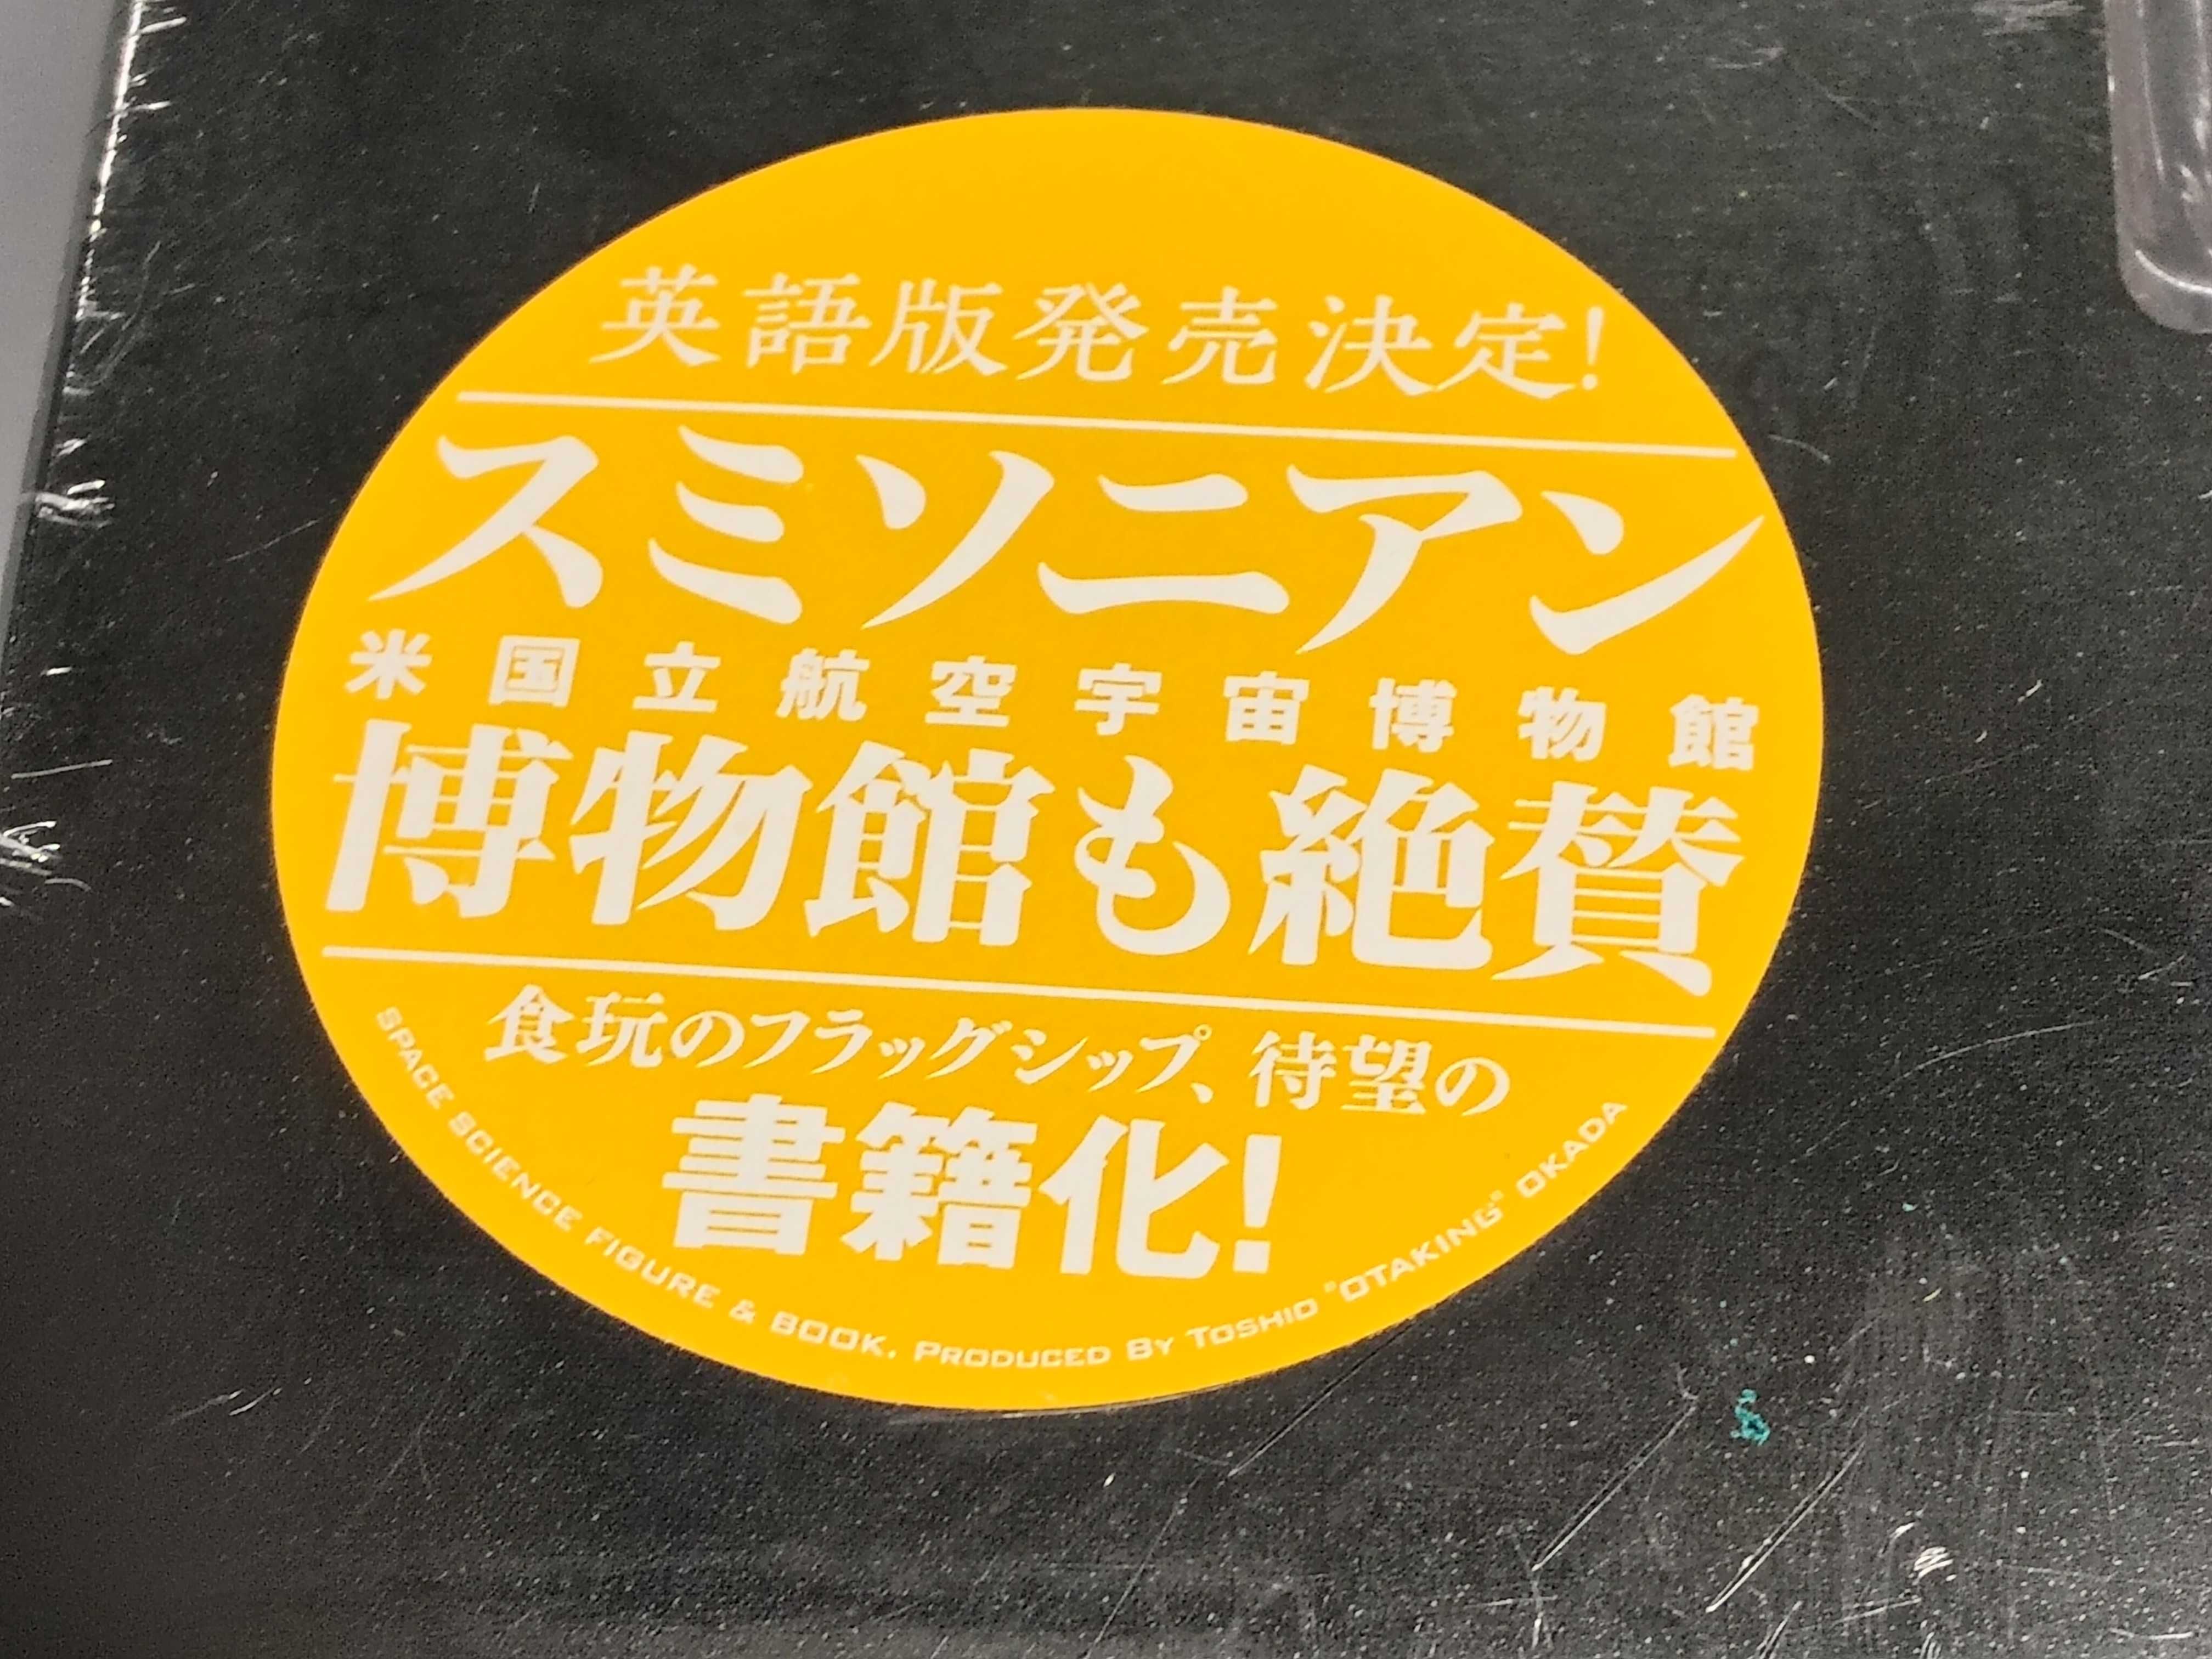 英語版発売決定!
スミソニアン
米国立航空宇宙博物館
博物館も絶賛
食玩のフラッグシップ、待望の
書籍化!
SPACE SCIENCE FIGURE & BOOK. PRODUCED BY TOSHIO "OTAKING" OKADA